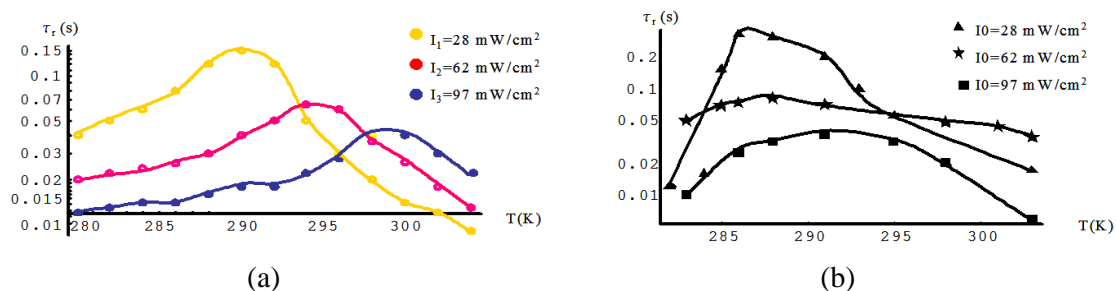 τr (s)
0.15
0.1
0.07
0.05
0.03
0.02
0.015
0.01
280 290 295 300
T(K)
I1=28 mW/cm2
I2=62 mW/cm2
I3=97 mW/cm2
(a)
τr (s)
0.2
0.1
0.05
0.02
0.01
285 291 295 300
T(K)
I0=28 mW/cm2
I0=62 mW/cm2
I0=97 mW/cm2
(b)